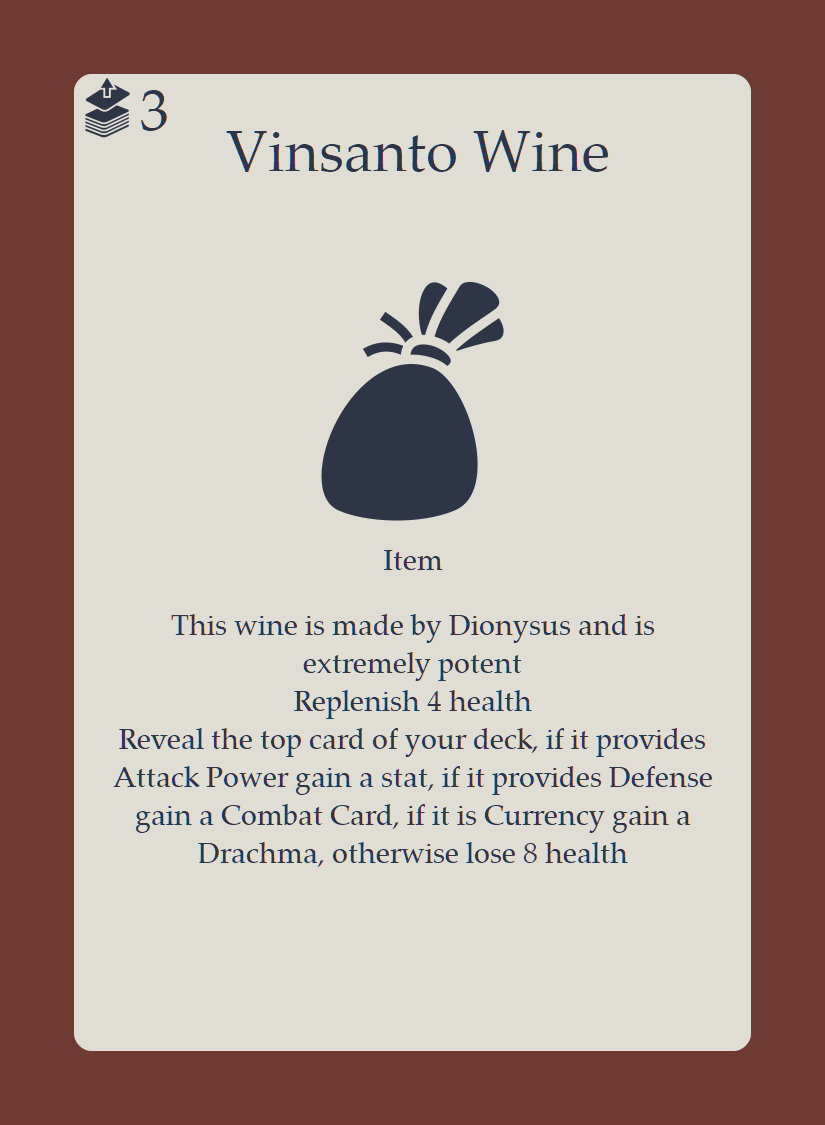 3
Vinsanto Wine
Item
This wine is made by Dionysus and is
extremely potent
Replenish 4 health
Reveal the top card of your deck, if it provides
Attack Power gain a stat, if it provides Defense
gain a Combat Card, if it is Currency gain a
Drachma, otherwise lose 8 health